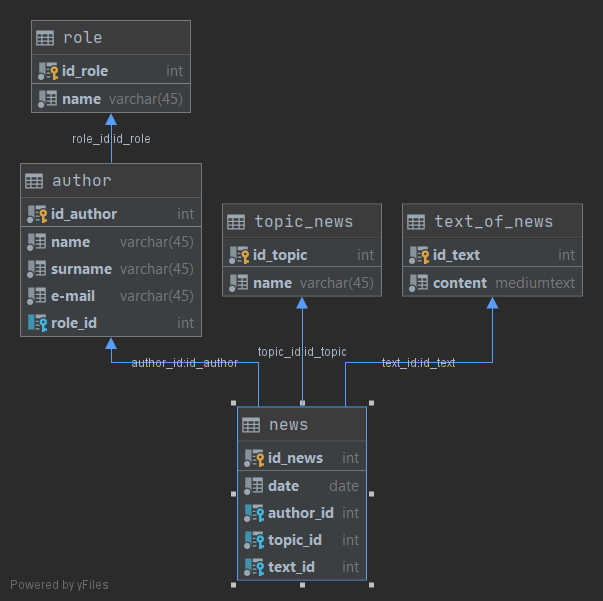 role
id_role int
name varchar(45)
role_id:id_role
author
id_author int
name varchar(45)
surname varchar(45)
e-mail varchar(45)
role_id int
topic_news
id_topic int
name varchar(45)
text_of_news
id_text int
content mediumtext
author_id:id_author
topic_id:id_topic
text_id:id_text
news
id_news int
date date
author_id int
topic_id int
text_id int
Powered by yFiles